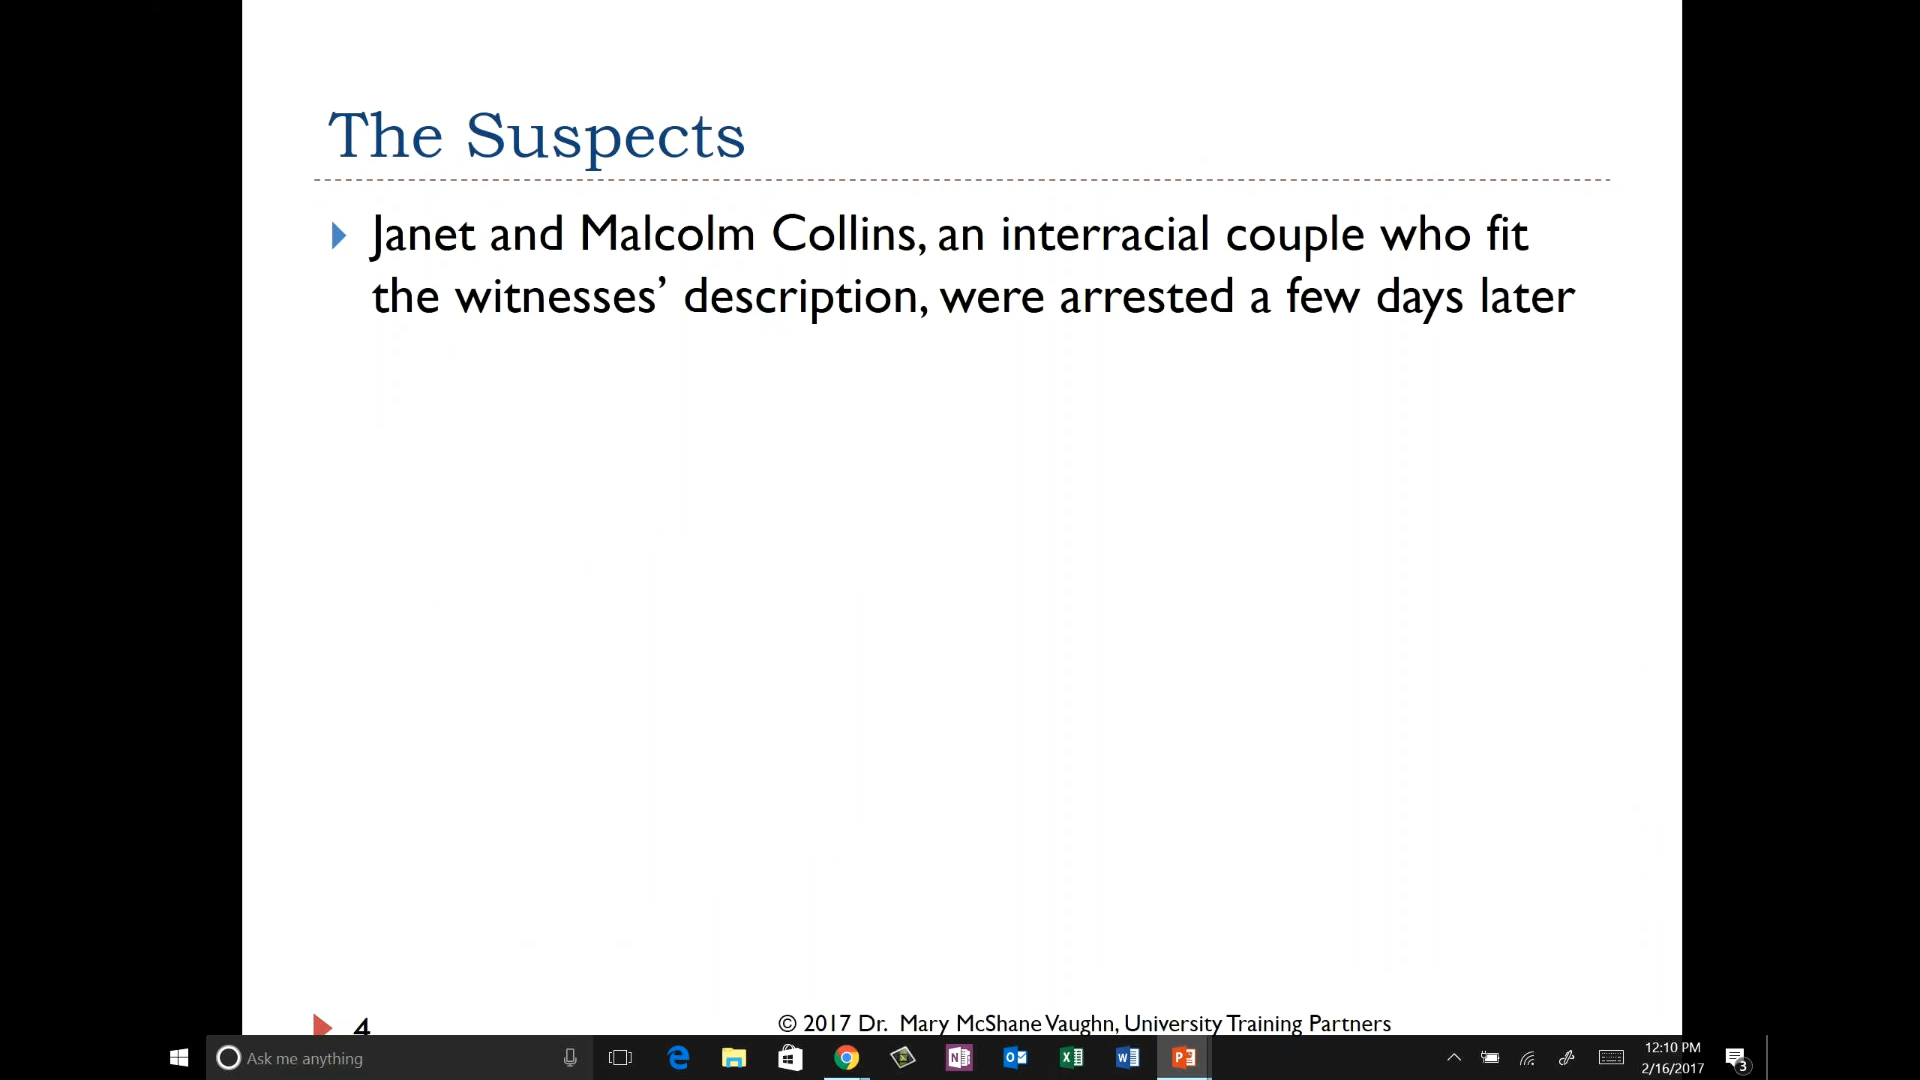 The Suspects
Janet and Malcolm Collins, an interracial couple who fit
the witnesses’ description, were arrested a few days later
4
© 2017 Dr. Mary McShane Vaughn, University Training Partners
Ask me anything
12:10 PM
2/16/2017
3